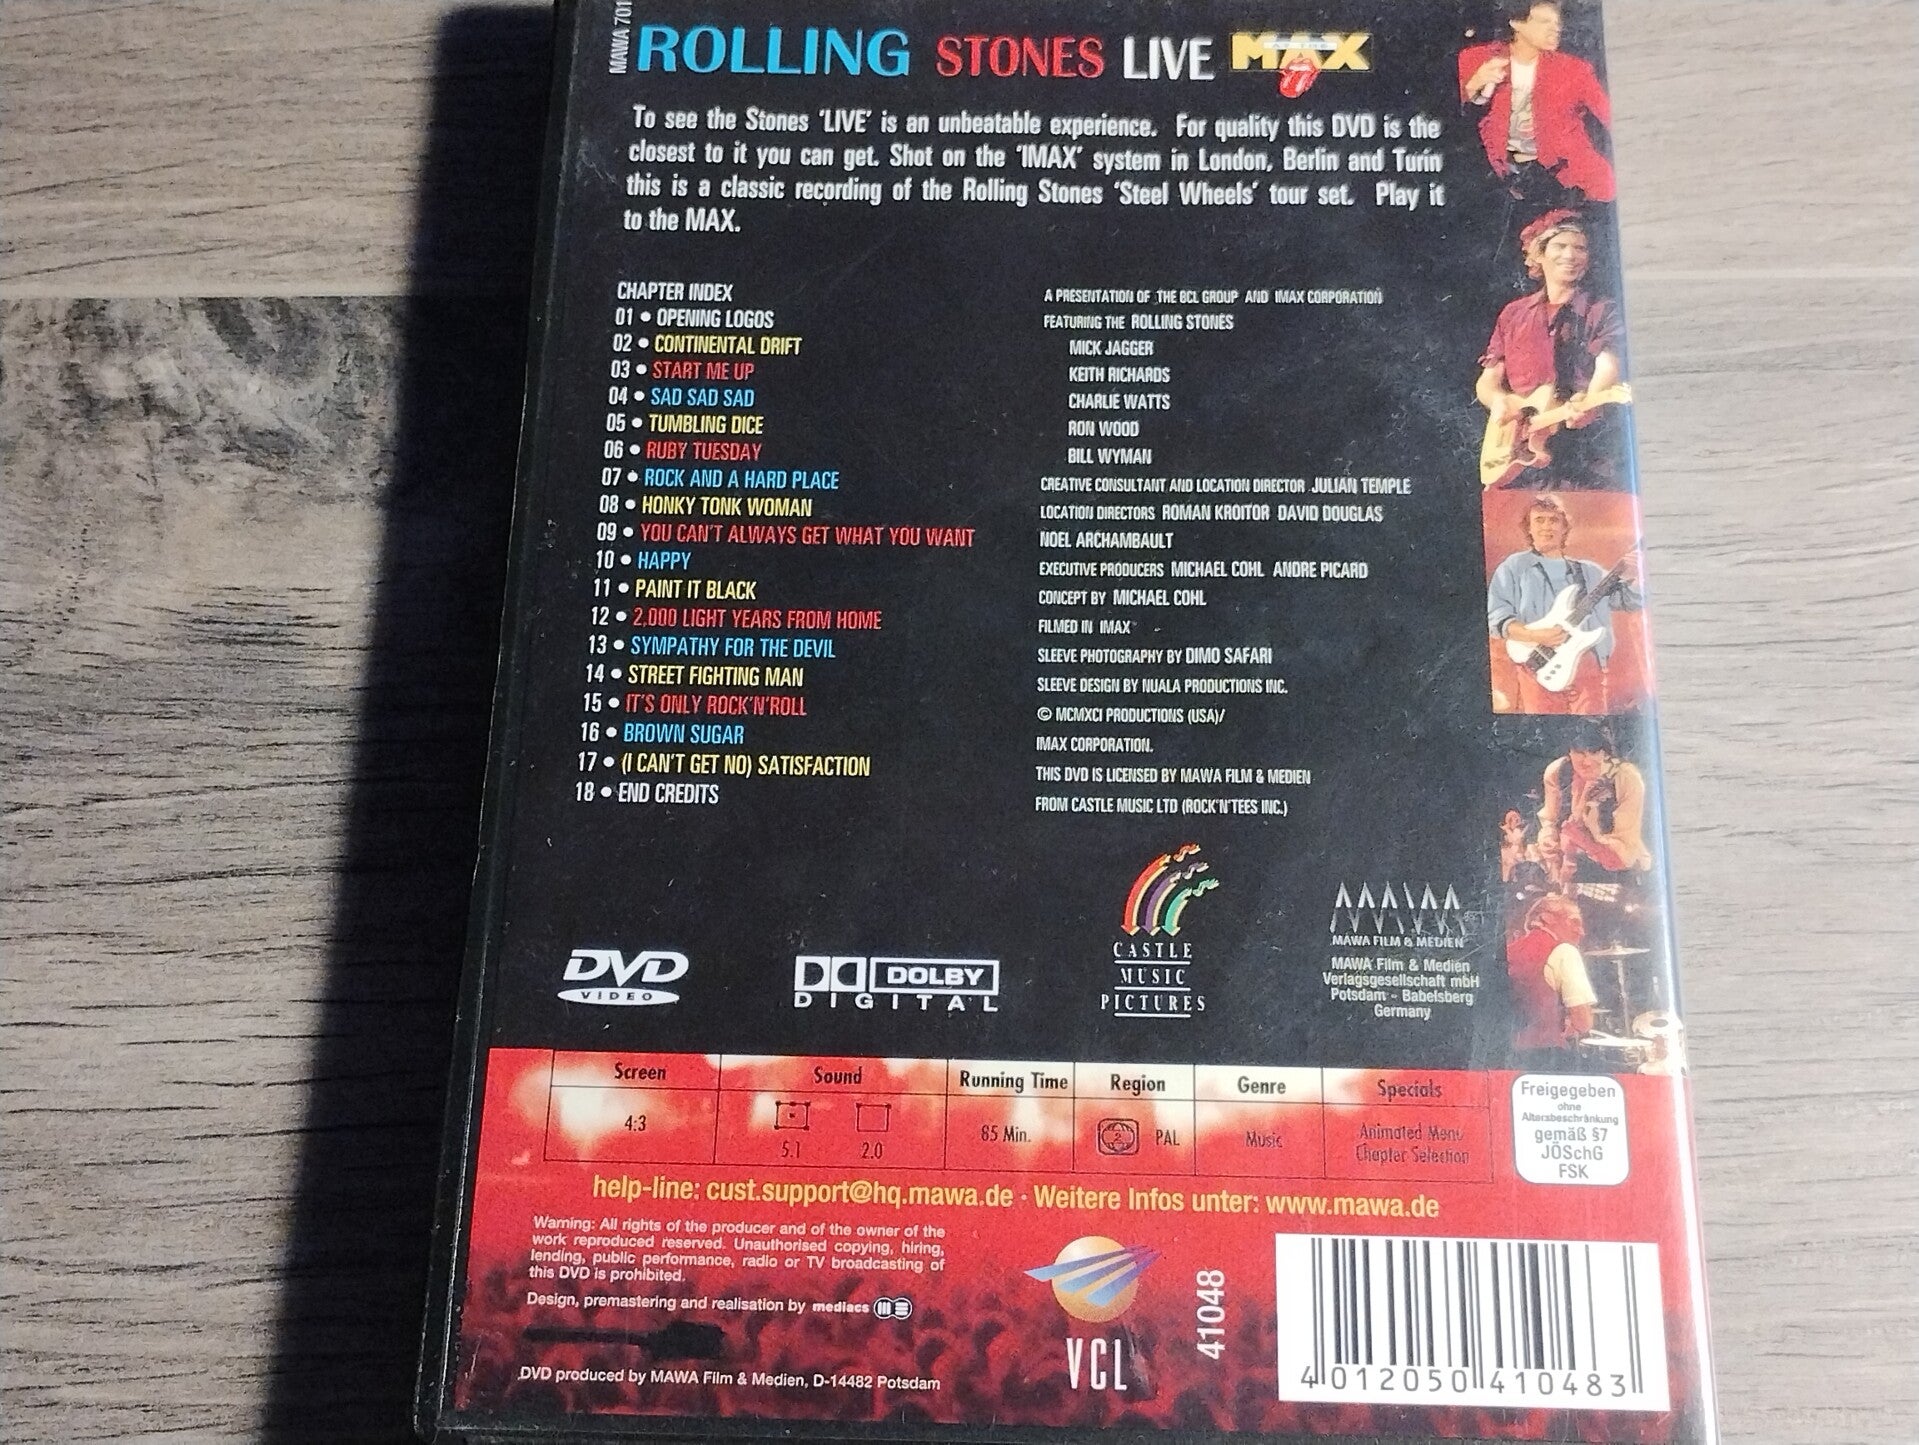 MAWA 701
ROLLING STONES LIVE AT THE MAX
To see the Stones 'LIVE' is an unbeatable experience. For quality this DVD is the
closest to it you can get. Shot on the 'IMAX' system in London, Berlin and Turin
this is a classic recording of the Rolling Stones 'Steel Wheels' tour set. Play it
to the MAX.
CHAPTER INDEX
01 • OPENING LOGOS
02 • CONTINENTAL DRIFT
03 • START ME UP
04 • SAD SAD SAD
05 • TUMBLING DICE
06 • RUBY TUESDAY
07 • ROCK AND A HARD PLACE
08 • HONKY TONK WOMAN
09 • YOU CAN'T ALWAYS GET WHAT YOU WANT
10 • HAPPY
11 • PAINT IT BLACK
12 • 2,000 LIGHT YEARS FROM HOME
13 • SYMPATHY FOR THE DEVIL
14 • STREET FIGHTING MAN
15 • IT'S ONLY ROCK'N'ROLL
16 • BROWN SUGAR
17 • (I CAN'T GET NO) SATISFACTION
18 • END CREDITS
A PRESENTATION OF THE BCL GROUP AND IMAX CORPORATION
FEATURING THE ROLLING STONES
MICK JAGGER
KEITH RICHARDS
CHARLIE WATTS
RON WOOD
BILL WYMAN
CREATIVE CONSULTANT AND LOCATION DIRECTOR JULIAN TEMPLE
LOCATION DIRECTORS ROMAN KROITOR DAVID DOUGLAS
NOEL ARCHAMBAULT
EXECUTIVE PRODUCERS MICHAEL COHL ANDRE PICARD
CONCEPT BY MICHAEL COHL
FILMED IN IMAX
SLEEVE PHOTOGRAPHY BY DIMO SAFARI
SLEEVE DESIGN BY NUALA PRODUCTIONS INC.
© MCMXCI PRODUCTIONS (USA)/
IMAX CORPORATION.
THIS DVD IS LICENSED BY MAWA FILM & MEDIEN
FROM CASTLE MUSIC LTD (ROCK'N'TEES INC.)
DVD
VIDEO
DOLBY
DIGITAL
CASTLE
MUSIC
PICTURES
MAWA FILM & MEDIEN
MAWA Film & Medien
Verlagsgesellschaft mbH
Potsdam - Babelsberg
Germany
Screen Sound Running Time Region Genre Specials
4:3 5.1 2.0 85 Min. 2 PAL Music Animated Menu
Chapter Selection
Freigegeben
ohne
Altersbeschränkung
gemäß §7
JÖSchG
FSK
help-line: cust.support@hq.mawa.de · Weitere Infos unter: www.mawa.de
Warning: All rights of the producer and of the owner of the
work reproduced reserved. Unauthorised copying, hiring,
lending, public performance, radio or TV broadcasting of
this DVD is prohibited.
Design, premastering and realisation by mediacs
DVD produced by MAWA Film & Medien, D-14482 Potsdam
VCL
41048
4 012050 410483